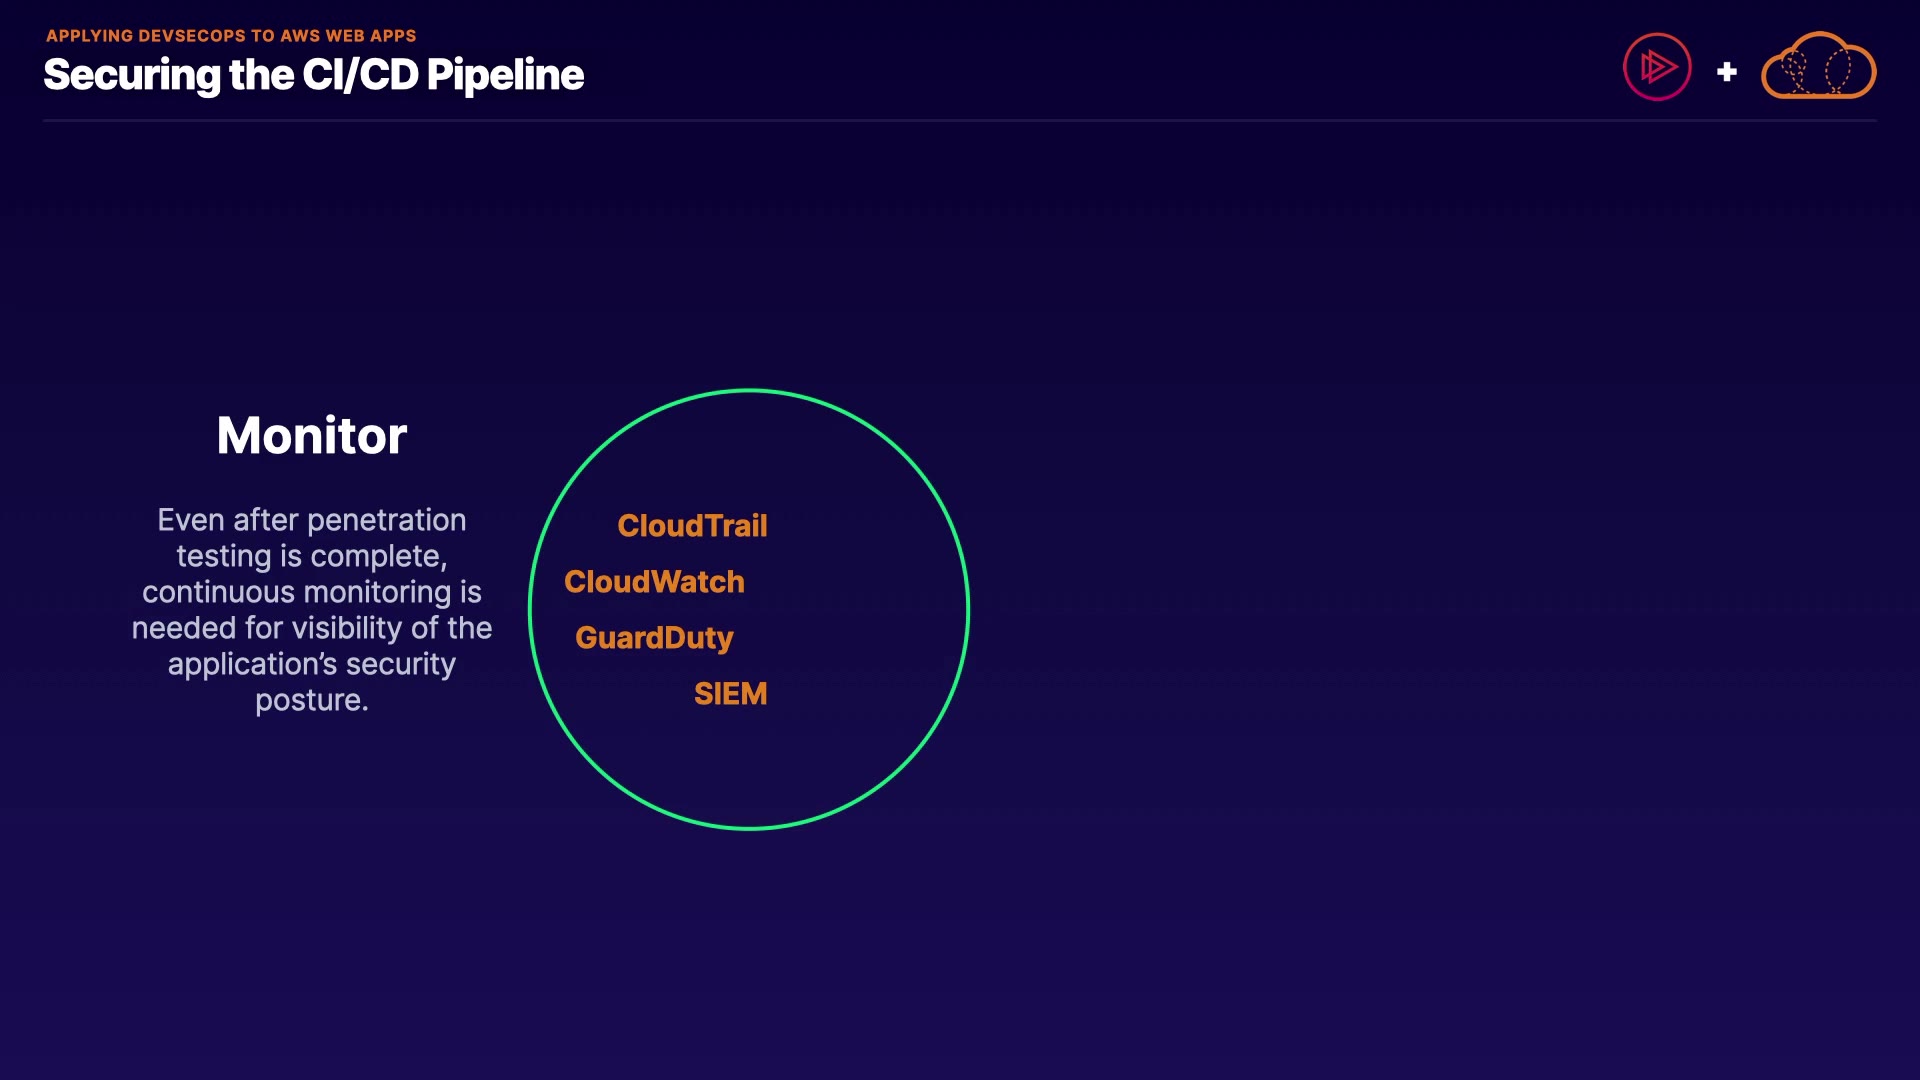 APPLYING DEVSECOPS TO AWS WEB APPS
Securing the CI/CD Pipeline
Monitor
Even after penetration
testing is complete,
continuous monitoring is
needed for visibility of the
application’s security
posture.
CloudTrail
CloudWatch
GuardDuty
SIEM